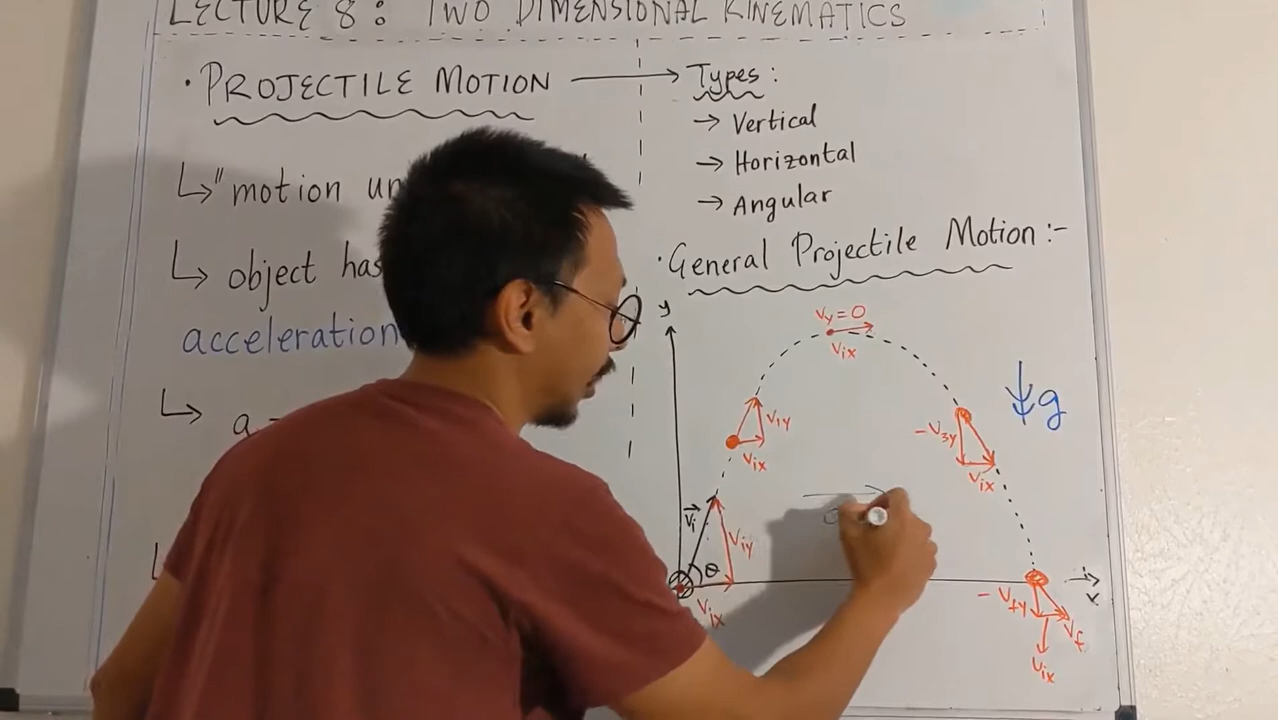 LECTURE 8: TWO DIMENSIONAL KINEMATICS
• PROJECTILE MOTION → Types:
→ Vertical
→ Horizontal
→ Angular
↳ "motion un
↳ object has
acceleration
↳ a
• General Projectile Motion :-
y
vy = 0
vix
↓g
v1y
vix
-v3y
vix
vi
viy
θ
vix
x
-vfy
vf
vix